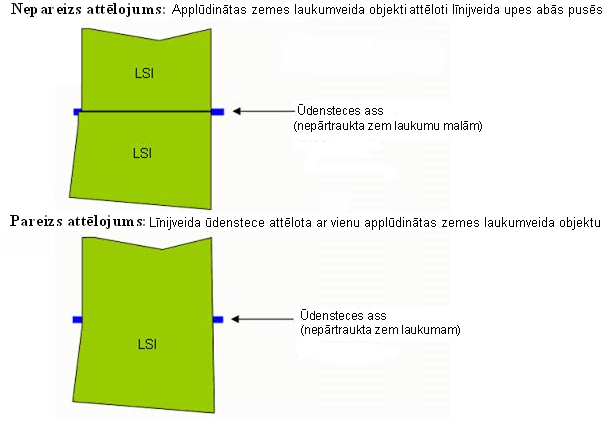 Nepareizs attēlojums: Applūdinātas zemes laukumveida objekti attēloti līnijveida upes abās pusēs
LSI
Ūdensteces ass
(nepārtraukta zem laukumu malām)
LSI
Pareizs attēlojums: Līnijveida ūdenstece attēlota ar vienu applūdinātas zemes laukumveida objektu
Ūdensteces ass
(nepārtraukta zem laukumam)
LSI